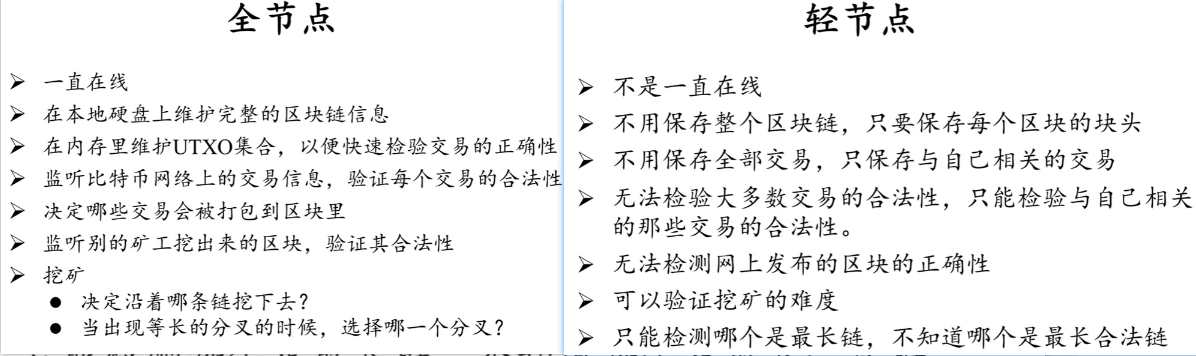 全节点
➢ 一直在线
➢ 在本地硬盘上维护完整的区块链信息
➢ 在内存里维护UTXO集合，以便快速检验交易的正确性
➢ 监听比特币网络上的交易信息，验证每个交易的合法性
➢ 决定哪些交易会被打包到区块里
➢ 监听别的矿工挖出来的区块，验证其合法性
➢ 挖矿
● 决定沿着哪条链挖下去？
● 当出现等长的分叉的时候，选择哪一个分叉？
轻节点
➢ 不是一直在线
➢ 不用保存整个区块链，只要保存每个区块的块头
➢ 不用保存全部交易，只保存与自己相关的交易
➢ 无法检验大多数交易的合法性，只能检验与自己相关
的那些交易的合法性。
➢ 无法检测网上发布的区块的正确性
➢ 可以验证挖矿的难度
➢ 只能检测哪个是最长链，不知道哪个是最长合法链